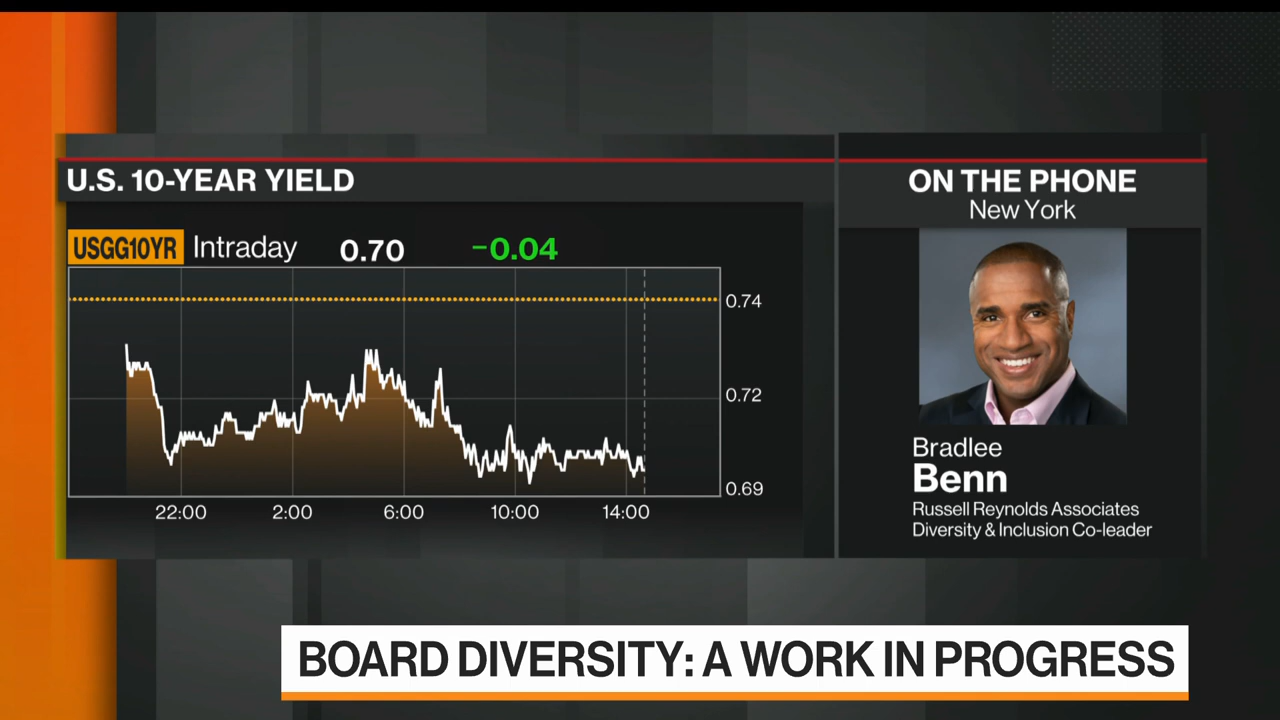 U.S. 10-YEAR YIELD
USGG10YR Intraday 0.70 -0.04
0.74
0.72
0.69
22:00 2:00 6:00 10:00 14:00
ON THE PHONE
New York
Bradlee
Benn
Russell Reynolds Associates
Diversity & Inclusion Co-leader
BOARD DIVERSITY: A WORK IN PROGRESS